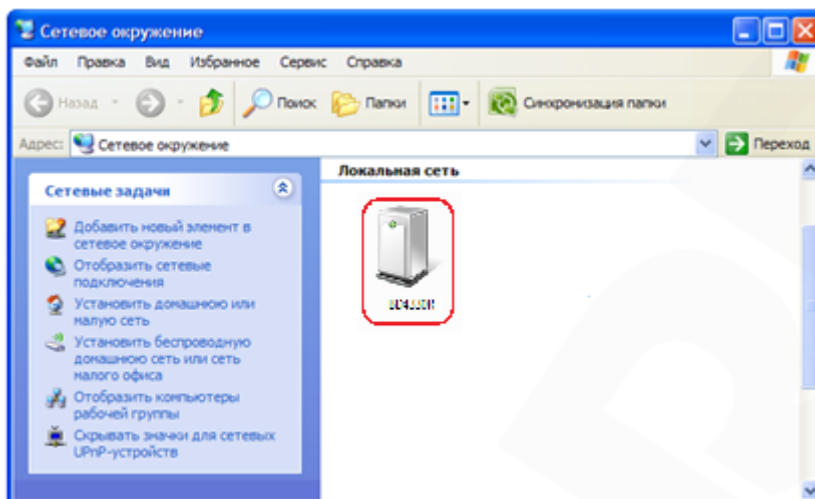 Сетевое окружение
Файл Правка Вид Избранное Сервис Справка
Назад Поиск Папки Синхронизация папки
Адрес: Сетевое окружение Переход
Локальная сеть
Сетевые задачи
Добавить новый элемент в
сетевое окружение
Отобразить сетевые
подключения
Установить домашнюю или
малую сеть
Установить беспроводную
домашнюю сеть или сеть
малого офиса
Отобразить компьютеры
рабочей группы
Скрывать значки для сетевых
UPnP-устройств